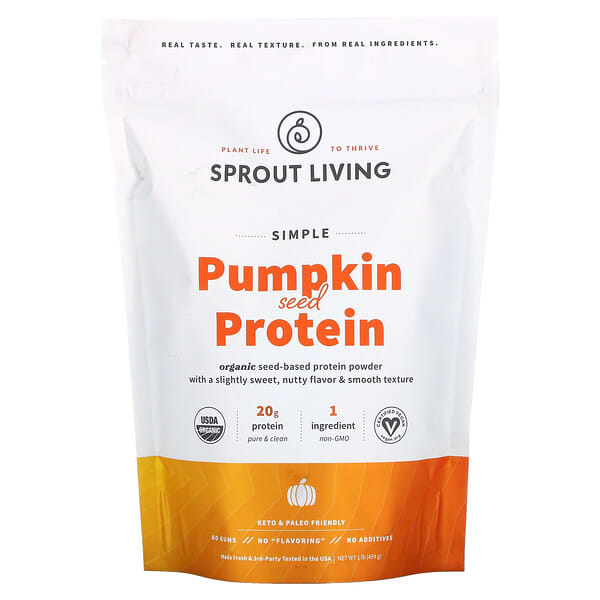 REAL TASTE. REAL TEXTURE. FROM REAL INGREDIENTS.
PLANT LIFE TO THRIVE
SPROUT LIVING
SIMPLE
Pumpkin
seed
Protein
organic seed-based protein powder
with a slightly sweet, nutty flavor & smooth texture
USDA
ORGANIC
20g
protein
pure & clean
1
ingredient
non-GMO
CERTIFIED VEGAN
vegan.org
KETO & PALEO FRIENDLY
NO GUMS // NO "FLAVORING" // NO ADDITIVES
Made Fresh & 3rd-Party Tested in the USA | NET WT 1 lb (454g)